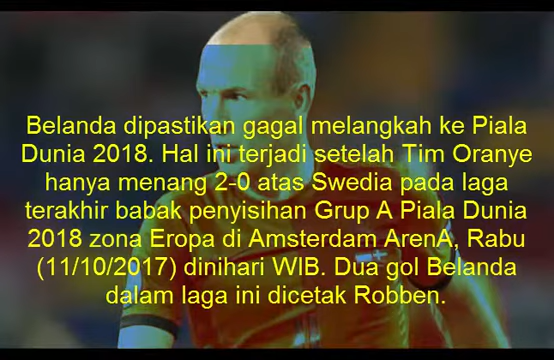 Belanda dipastikan gagal melangkah ke Piala
Dunia 2018. Hal ini terjadi setelah Tim Oranye
hanya menang 2-0 atas Swedia pada laga
terakhir babak penyisihan Grup A Piala Dunia
2018 zona Eropa di Amsterdam ArenA, Rabu
(11/10/2017) dinihari WIB. Dua gol Belanda
dalam laga ini dicetak Robben.